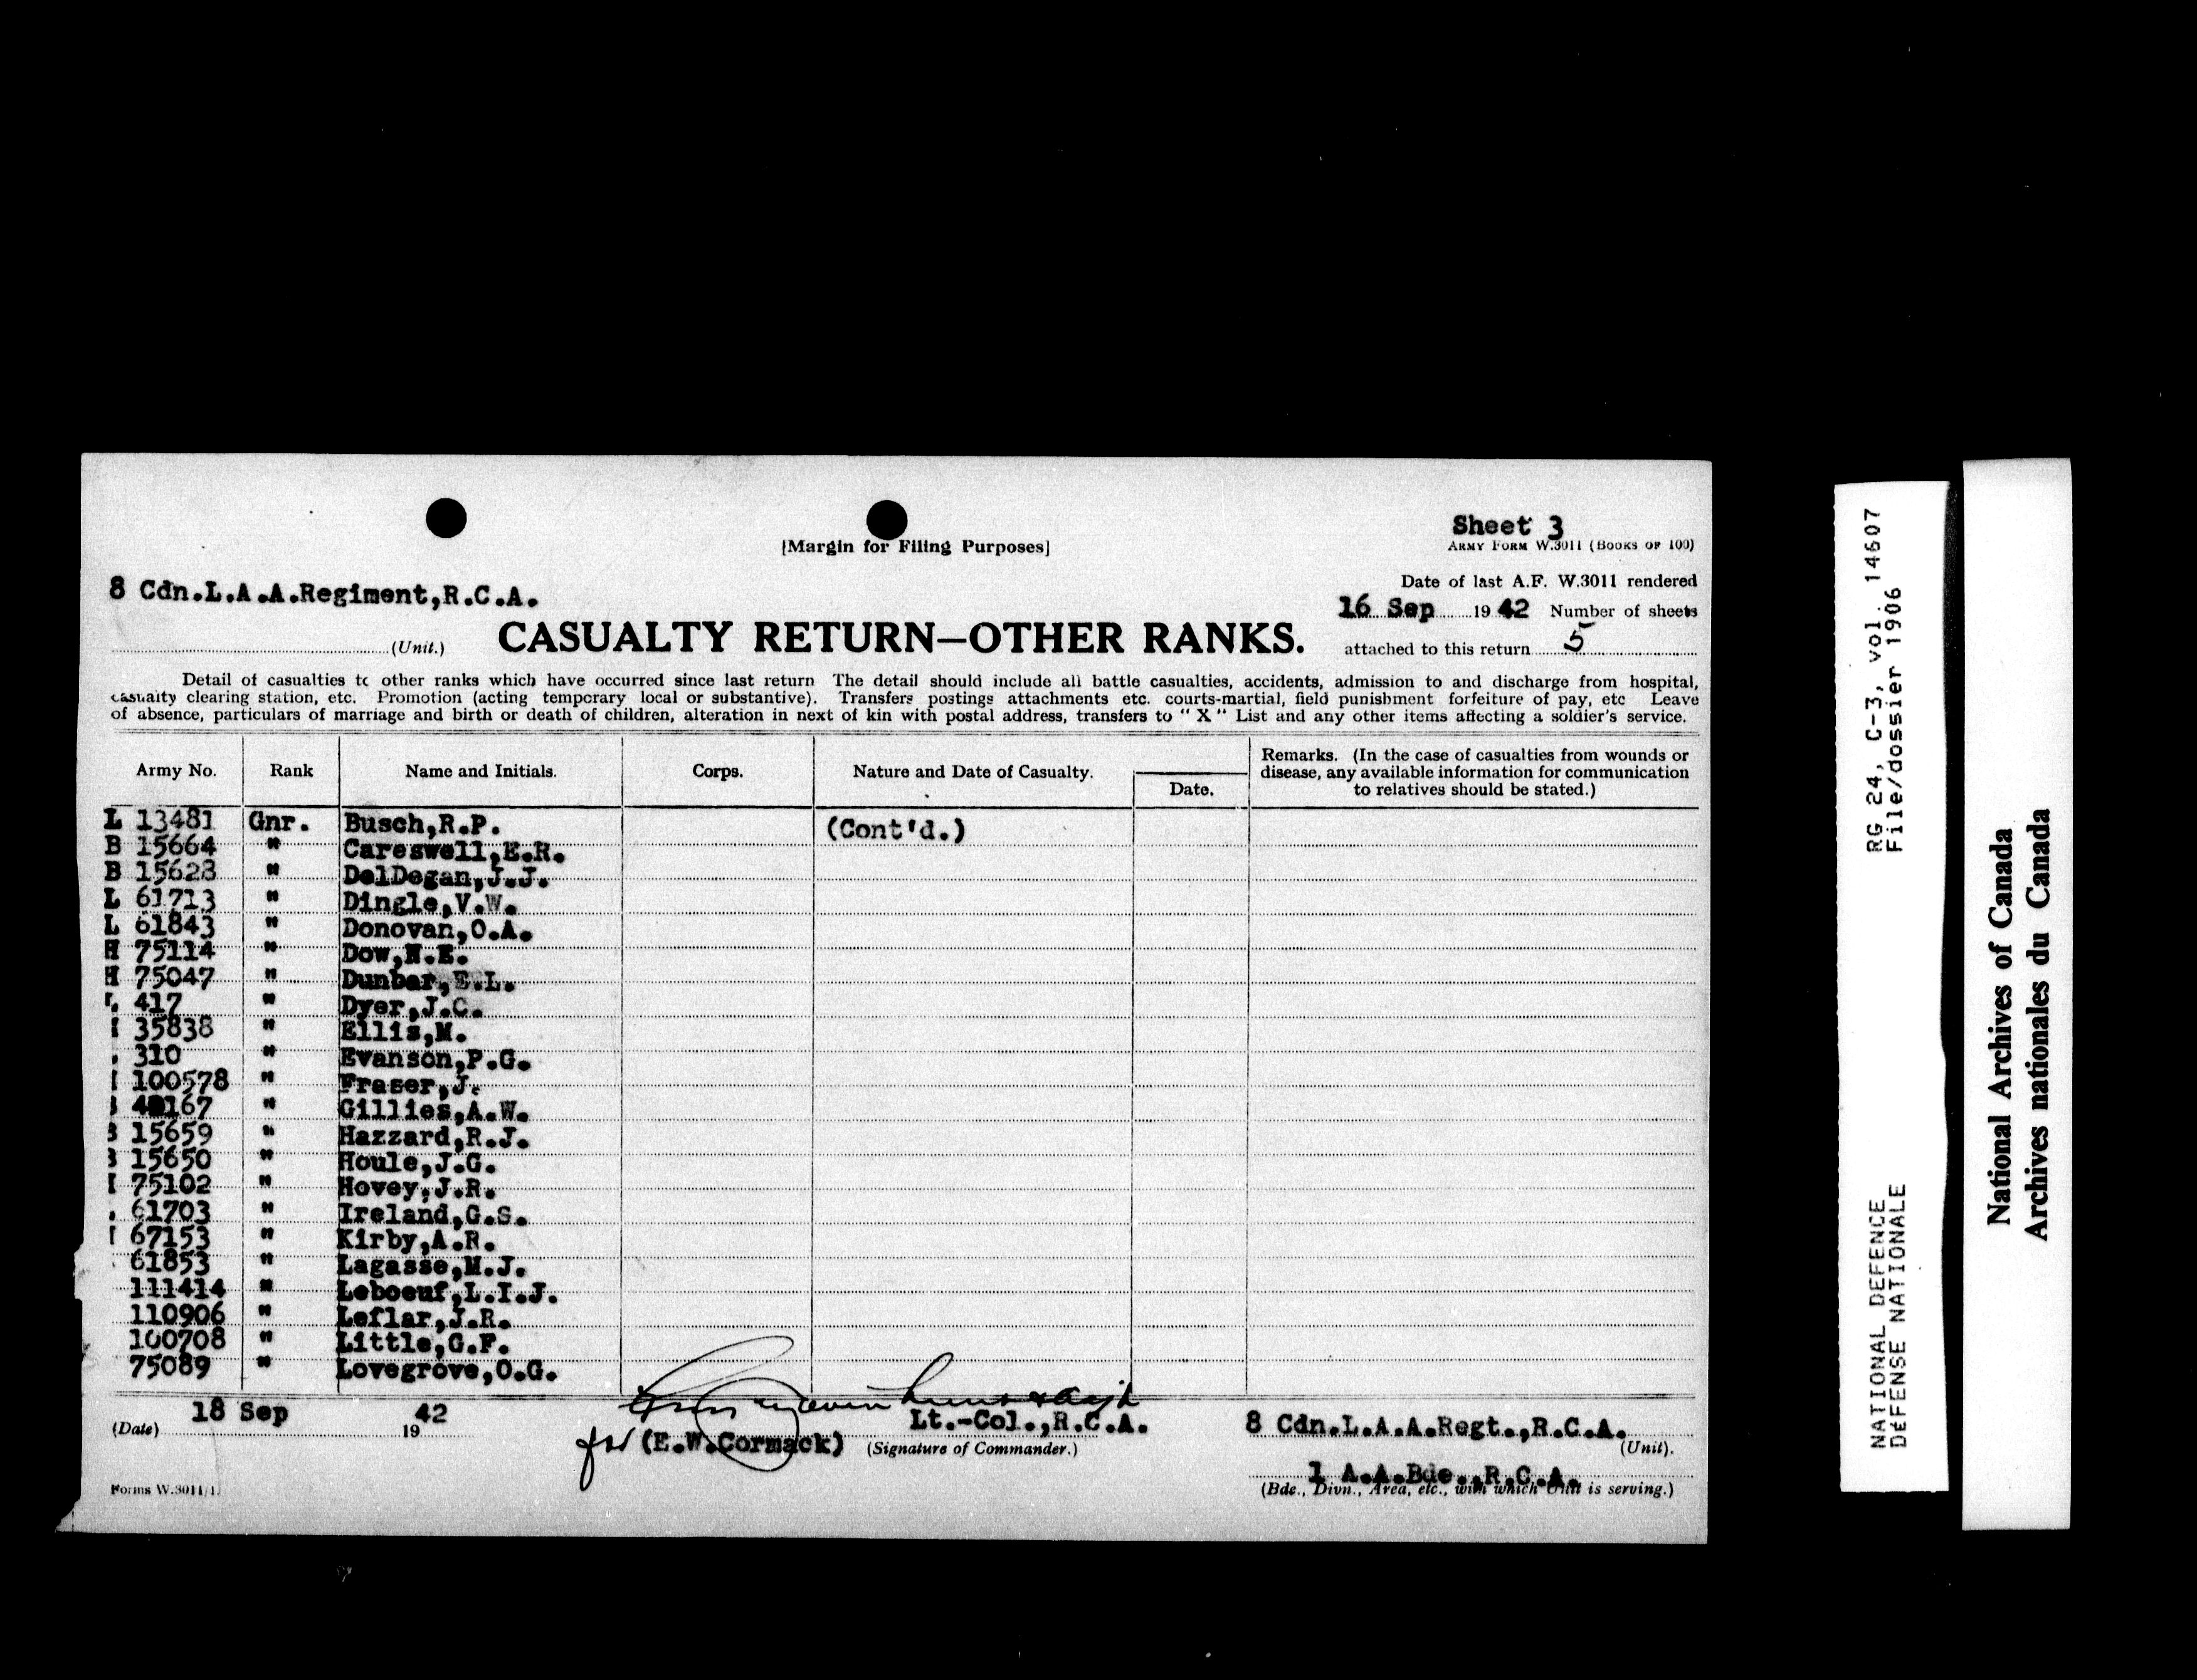 Sheet 3
[Margin for Filing Purposes]
ARMY FORM W.3011 (BOOKS OF 100)
8 Cdn.L.A.A.Regiment,R.C.A.
(Unit.)
CASUALTY RETURN—OTHER RANKS.
Date of last A.F. W.3011 rendered
16 Sep 19 42 Number of sheets
attached to this return 5
Detail of casualties to other ranks which have occurred since last return The detail should include all battle casualties, accidents, admission to and discharge from hospital,
casualty clearing station, etc. Promotion (acting temporary local or substantive). Transfers postings attachments etc. courts-martial, field punishment forfeiture of pay, etc Leave
of absence, particulars of marriage and birth or death of children, alteration in next of kin with postal address, transfers to "X" List and any other items affecting a soldier's service.
Army No. Rank Name and Initials. Corps. Nature and Date of Casualty. Date. Remarks. (In the case of casualties from wounds or
disease, any available information for communication
to relatives should be stated.)
L 13481 Gnr. Busch,R.P. (Cont'd.)
B 15664 " Careswell,E.R.
B 15628 " DelDegan,J.J.
L 61713 " Dingle,V.W.
L 61843 " Donovan,O.A.
H 75114 " Dow,
H 75047 " Dunbar,E.L.
L 417 " Dyer,J.C.
35838 " Ellis,M.
310 " Evanson,P.G.
100578 " Fraser,J.
" Gillies,A.W.
B 15659 " Hazzard,R.J.
15650 " Houle,J.G.
75102 " Hovey,J.R.
61703 " Ireland,G.S.
67153 " Kirby,A.R.
61853 " Lagasse,M.J.
111414 " Leboeuf,L.I.J.
110906 " Leflar,J.R.
100708 " Little,G.F.
75089 " Lovegrove,O.G.
(Date) 18 Sep 19 42
for (E.W.Cormack) Lt.-Col.,R.C.A.
(Signature of Commander.)
8 Cdn.L.A.A.Regt.,R.C.A.
(Unit).
1 A.A.Bde.,R.C.A.
(Bde., Divn., Area, etc., with which Unit is serving.)
Forms W.3011/1.
RG 24, C-3, vol. 14607
File/dossier 1906
NATIONAL DEFENCE
DÉFENSE NATIONALE
National Archives of Canada
Archives nationales du Canada